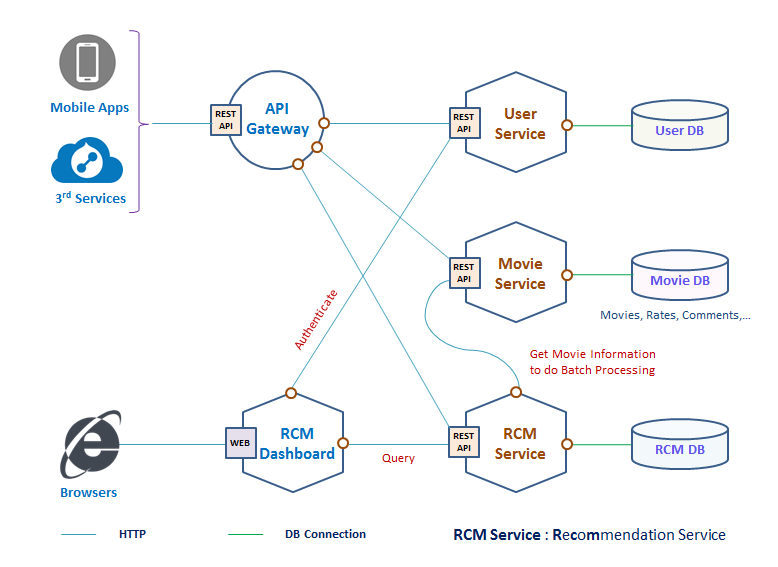 Mobile Apps
3rd Services
REST
API
API
Gateway
REST
API
User
Service
User DB
REST
API
Movie
Service
Movie DB
Movies, Rates, Comments,...
Authenticate
Get Movie Information
to do Batch Processing
Browsers
WEB
RCM
Dashboard
Query
REST
API
RCM
Service
RCM DB
HTTP
DB Connection
RCM Service : Recommendation Service